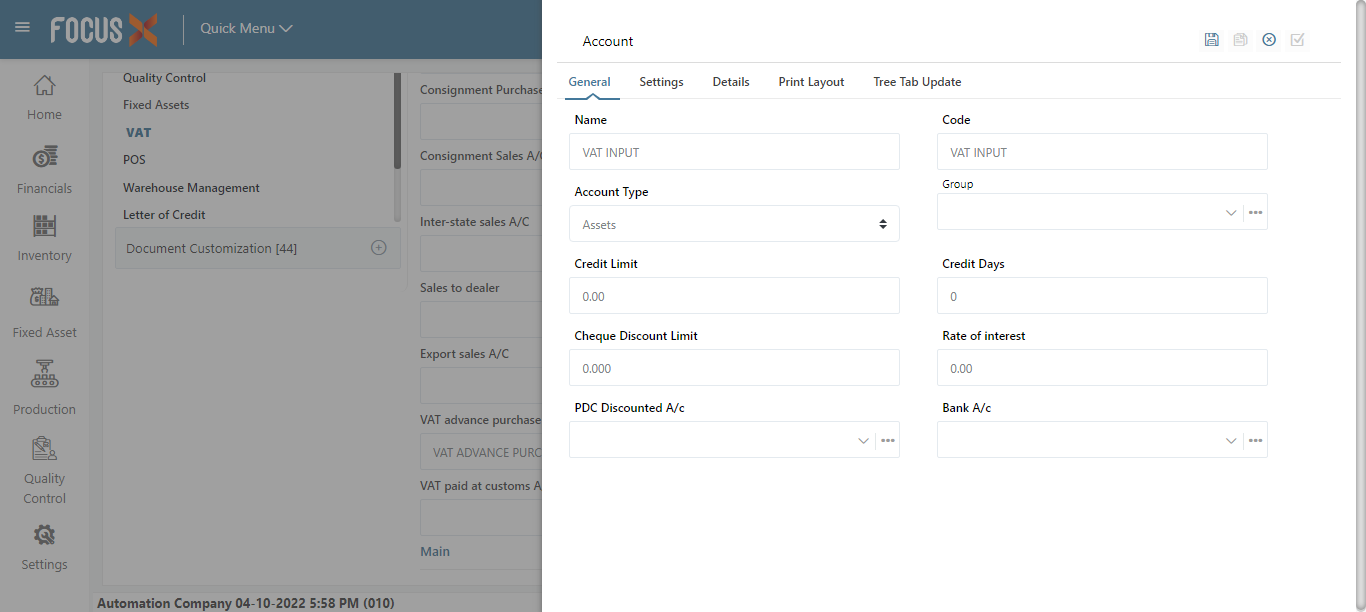 FOCUS X
Quick Menu
Home
Financials
Inventory
Fixed Asset
Production
Quality
Control
Settings
Quality Control
Fixed Assets
VAT
POS
Warehouse Management
Letter of Credit
Document Customization [44]
Consignment Purchase
Consignment Sales A/C
Inter-state sales A/C
Sales to dealer
Export sales A/C
VAT advance purchase
VAT ADVANCE PURC
VAT paid at customs A
Main
Automation Company 04-10-2022 5:58 PM (010)
Account
General Settings Details Print Layout Tree Tab Update
Name Code
VAT INPUT VAT INPUT
Account Type Group
Assets
Credit Limit Credit Days
0.00 0
Cheque Discount Limit Rate of interest
0.000 0.00
PDC Discounted A/c Bank A/c